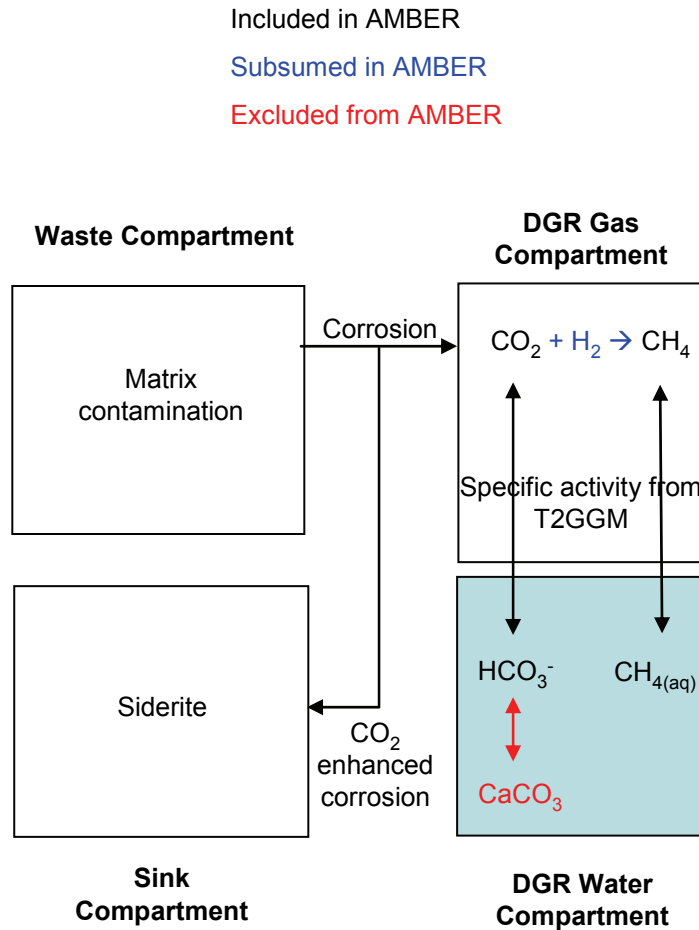 Included in AMBER
Subsumed in AMBER
Excluded from AMBER
Waste Compartment
DGR Gas
Compartment
Matrix
contamination
Corrosion
CO₂ + H₂ → CH₄
Specific activity from
T2GGM
Siderite
CO₂
enhanced
corrosion
HCO₃⁻
CH₄(aq)
CaCO₃
Sink
Compartment
DGR Water
Compartment